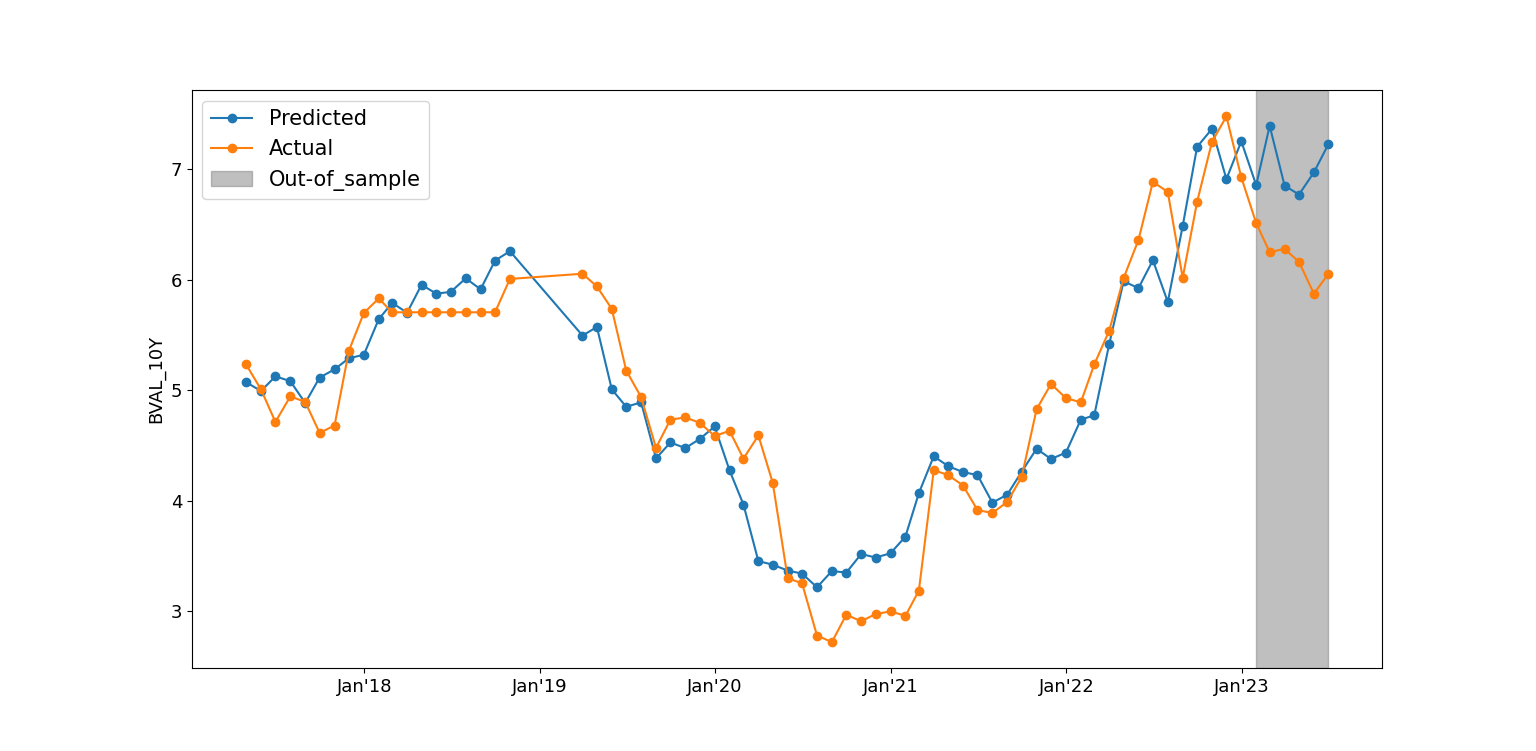 Predicted
Actual
Out-of_sample
BVAL_10Y
7
6
5
4
3
Jan'18
Jan'19
Jan'20
Jan'21
Jan'22
Jan'23